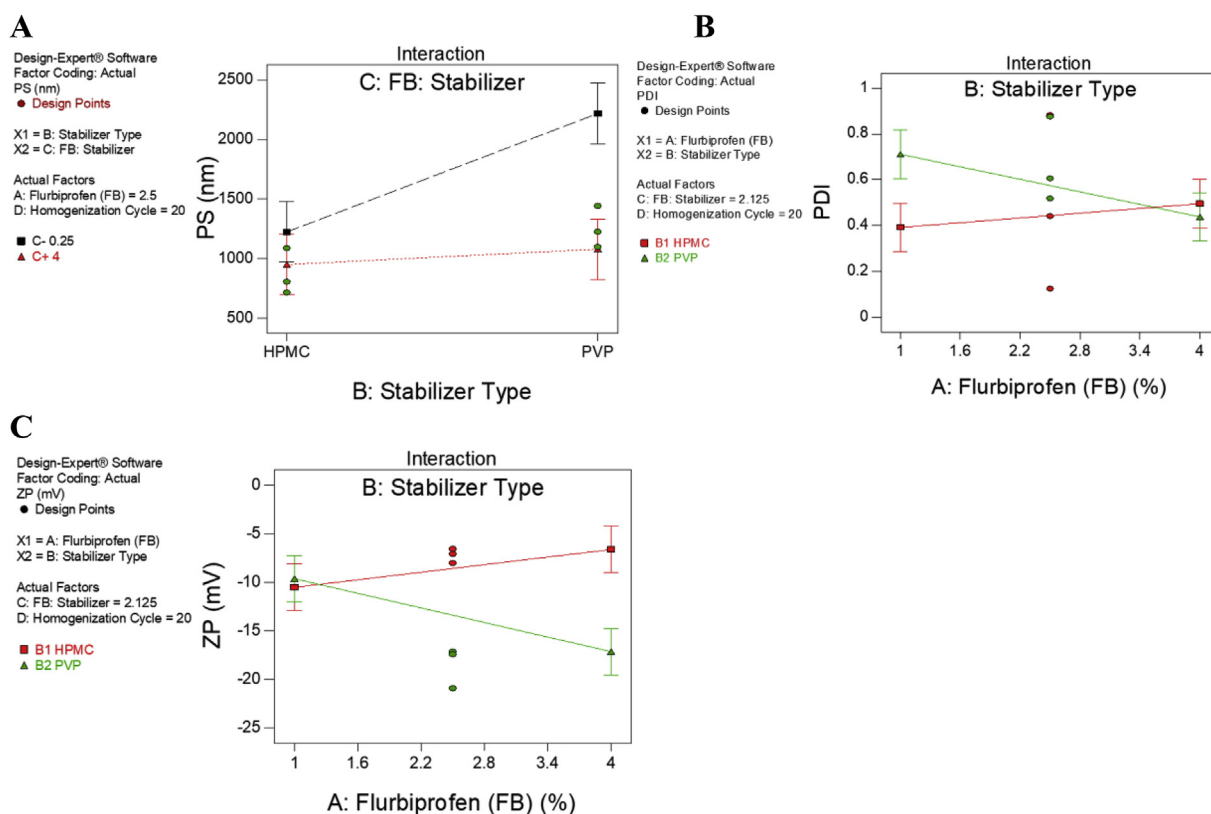 A
Design-Expert® Software
Factor Coding: Actual
PS (nm)
Design Points
X1 = B: Stabilizer Type
X2 = C: FB: Stabilizer
Actual Factors
A: Flurbiprofen (FB) = 2.5
D: Homogenization Cycle = 20
C- 0.25
C+ 4
Interaction
C: FB: Stabilizer
PS (nm)
2500
2000
1500
1000
500
HPMC
PVP
B: Stabilizer Type
B
Design-Expert® Software
Factor Coding: Actual
PDI
Design Points
X1 = A: Flurbiprofen (FB)
X2 = B: Stabilizer Type
Actual Factors
C: FB: Stabilizer = 2.125
D: Homogenization Cycle = 20
B1 HPMC
B2 PVP
Interaction
B: Stabilizer Type
PDI
1
0.8
0.6
0.4
0.2
0
1
1.6
2.2
2.8
3.4
4
A: Flurbiprofen (FB) (%)
C
Design-Expert® Software
Factor Coding: Actual
ZP (mV)
Design Points
X1 = A: Flurbiprofen (FB)
X2 = B: Stabilizer Type
Actual Factors
C: FB: Stabilizer = 2.125
D: Homogenization Cycle = 20
B1 HPMC
B2 PVP
Interaction
B: Stabilizer Type
ZP (mV)
0
-5
-10
-15
-20
-25
1
2.2
2.8
3.4
4
A: Flurbiprofen (FB) (%)